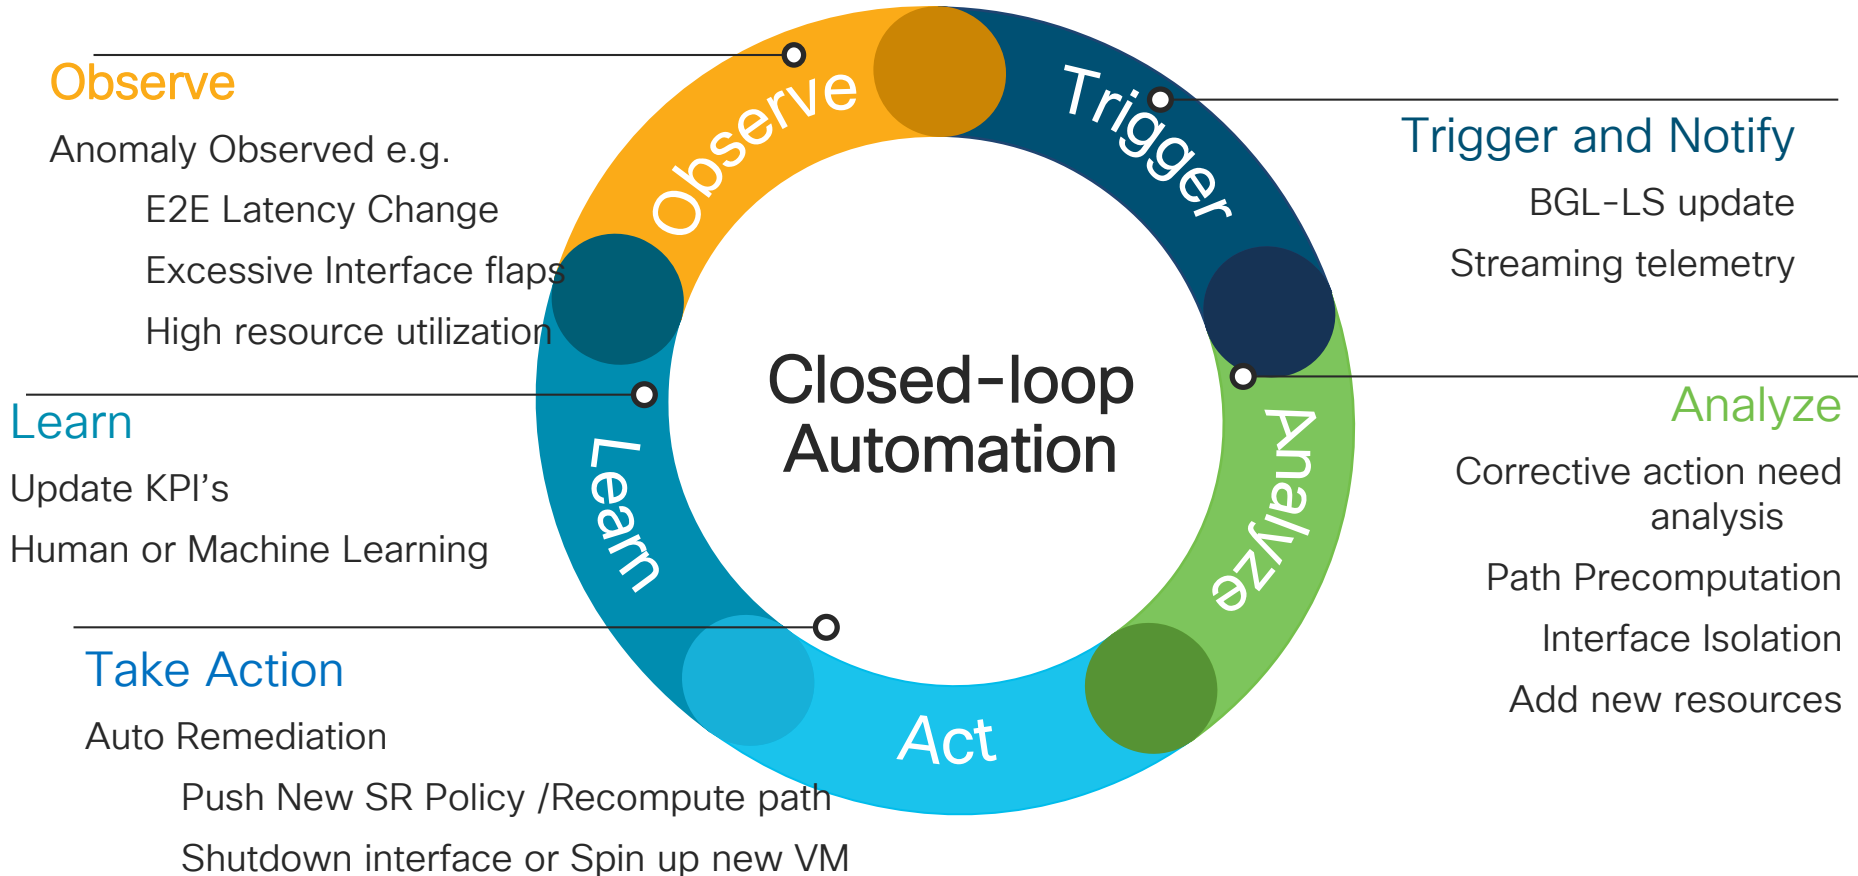 Observe
Anomaly Observed e.g.
E2E Latency Change
Excessive Interface flaps
High resource utilization
Learn
Update KPI's
Human or Machine Learning
Take Action
Auto Remediation
Push New SR Policy /Recompute path
Shutdown interface or Spin up new VM
Observe
Trigger
Analyze
Act
Learn
Closed-loop
Automation
Trigger and Notify
BGL-LS update
Streaming telemetry
Analyze
Corrective action need
analysis
Path Precomputation
Interface Isolation
Add new resources